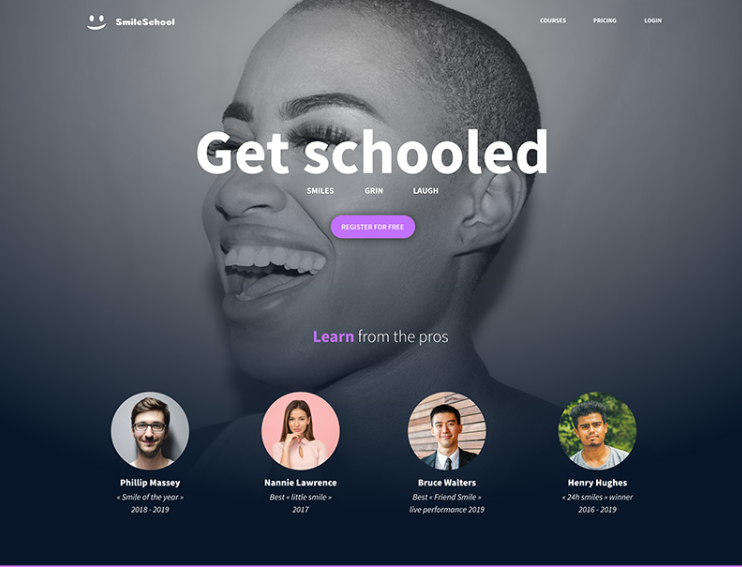 SmileSchool
COURSES PRICING LOGIN
Get schooled
SMILES GRIN LAUGH
REGISTER FOR FREE
Learn from the pros
Phillip Massey
« Smile of the year »
2018 - 2019
Nannie Lawrence
Best « little smile »
2017
Bruce Walters
Best « Friend Smile »
live performance 2019
Henry Hughes
« 24h smiles » winner
2016 - 2019